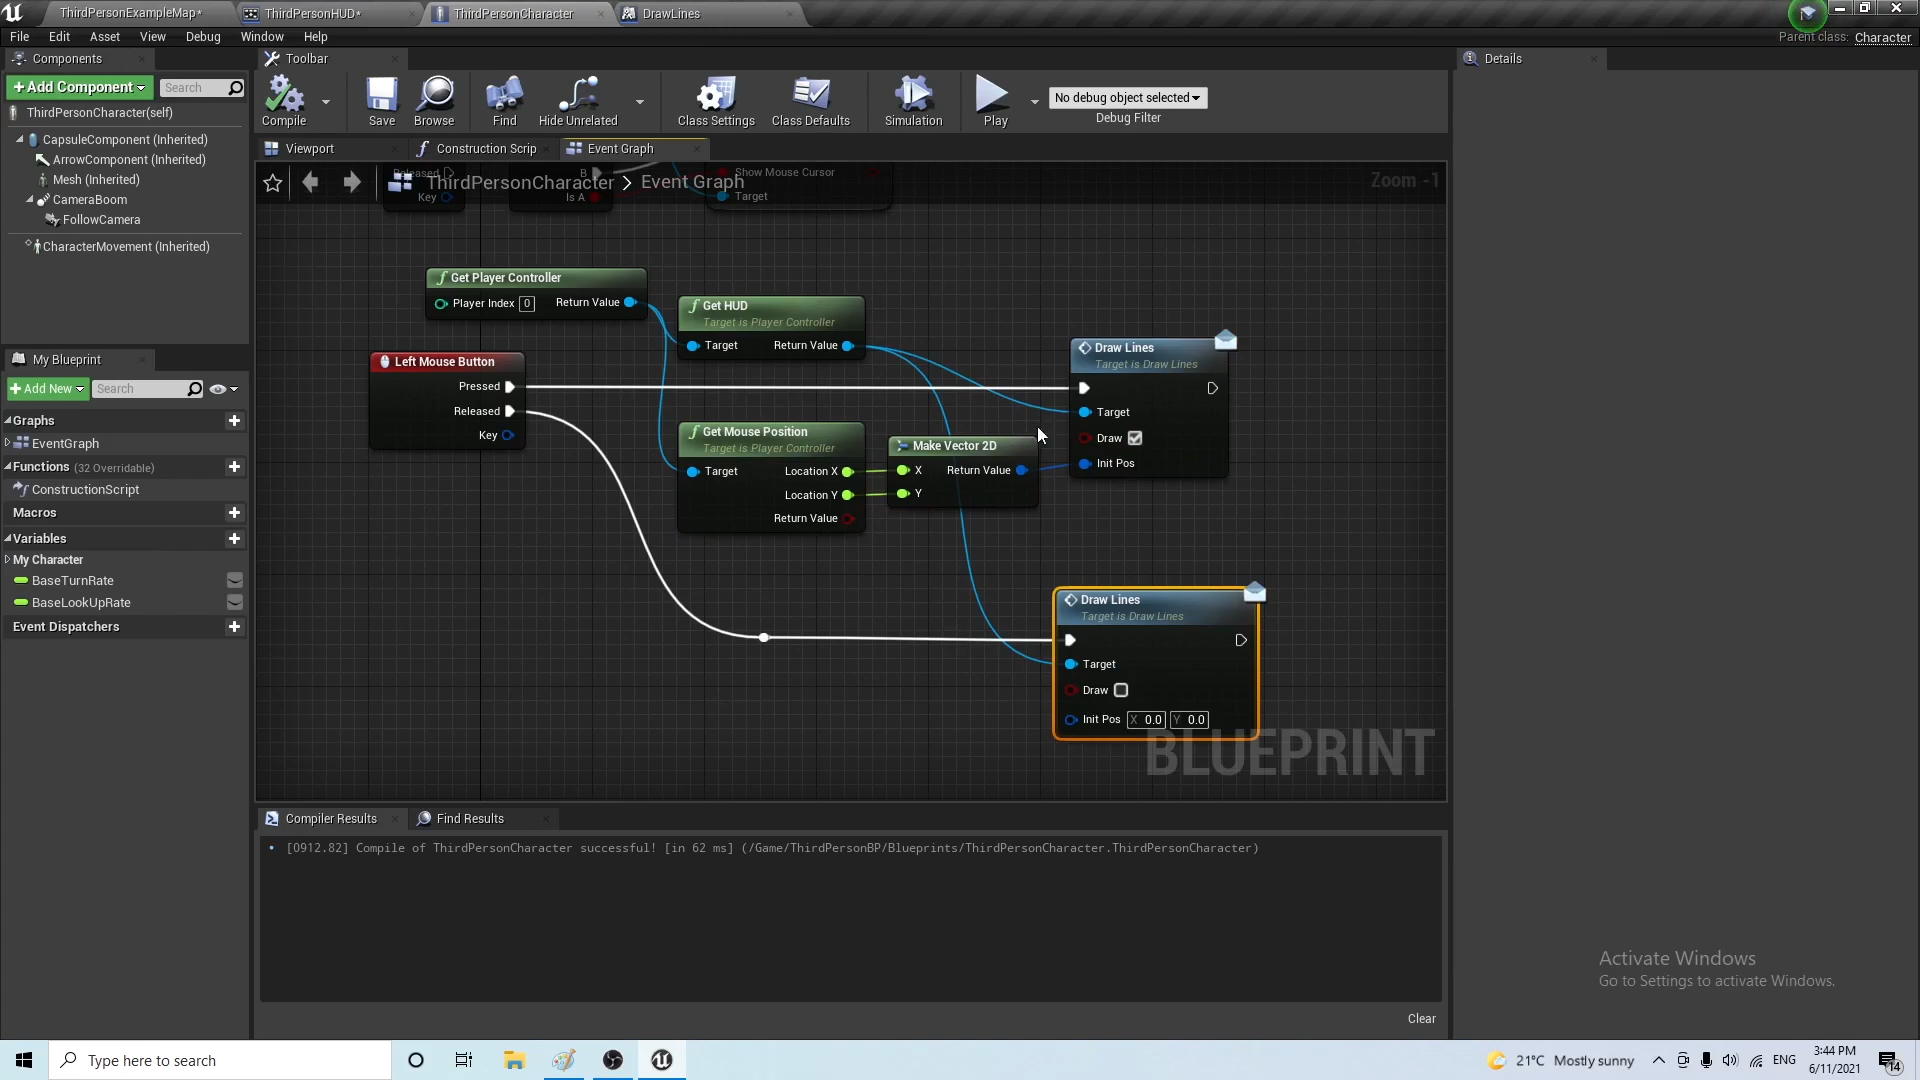 ThirdPersonExampleMap*
ThirdPersonHUD*
ThirdPersonCharacter
DrawLines
File Edit Asset View Debug Window Help
Parent class: Character
Components
Toolbar
Details
+Add Component
Search
ThirdPersonCharacter(self)
CapsuleComponent (Inherited)
ArrowComponent (Inherited)
Mesh (Inherited)
CameraBoom
FollowCamera
CharacterMovement (Inherited)
Compile
Save
Browse
Find
Hide Unrelated
Class Settings
Class Defaults
Simulation
Play
No debug object selected
Debug Filter
Viewport
Construction Scrip
Event Graph
ThirdPersonCharacter > Event Graph
Zoom -1
Released
Key
B
Is A
Show Mouse Cursor
Target
Get Player Controller
Player Index 0 Return Value
Get HUD
Target is Player Controller
Target Return Value
Left Mouse Button
Pressed
Released
Key
Get Mouse Position
Target is Player Controller
Target Location X
Location Y
Return Value
Make Vector 2D
X Return Value
Y
Draw Lines
Target is Draw Lines
Target
Draw
Init Pos
Draw Lines
Target is Draw Lines
Target
Draw
Init Pos X 0.0 Y 0.0
BLUEPRINT
My Blueprint
+Add New
Search
Graphs
EventGraph
Functions (32 Overridable)
ConstructionScript
Macros
Variables
My Character
BaseTurnRate
BaseLookUpRate
Event Dispatchers
Compiler Results
Find Results
[0912.82] Compile of ThirdPersonCharacter successful! [in 62 ms] (/Game/ThirdPersonBP/Blueprints/ThirdPersonCharacter.ThirdPersonCharacter)
Clear
Activate Windows
Go to Settings to activate Windows.
Type here to search
21°C Mostly sunny
ENG
3:44 PM
6/11/2021
14